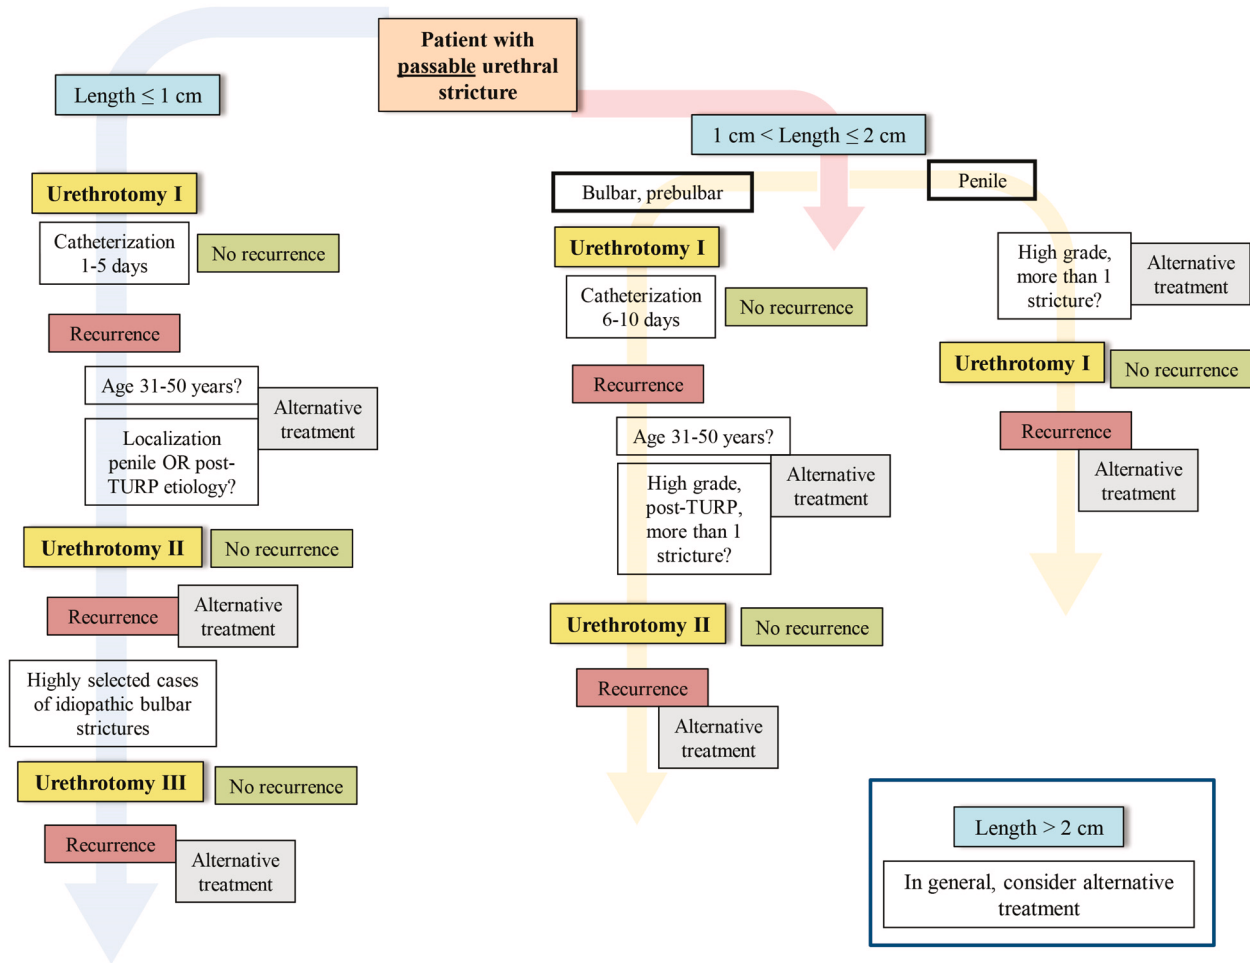 Patient with
passable urethral
stricture
Length ≤ 1 cm
Urethrotomy I
Catheterization
1-5 days
No recurrence
Recurrence
Age 31-50 years?
Alternative
treatment
Localization
penile OR post-
TURP etiology?
Urethrotomy II
No recurrence
Recurrence
Alternative
treatment
Highly selected cases
of idiopathic bulbar
strictures
Urethrotomy III
No recurrence
Recurrence
Alternative
treatment
1 cm < Length ≤ 2 cm
Bulbar, prebulbar
Urethrotomy I
Catheterization
6-10 days
No recurrence
Recurrence
Age 31-50 years?
Alternative
treatment
High grade,
post-TURP,
more than 1
stricture?
Urethrotomy II
No recurrence
Recurrence
Alternative
treatment
Penile
High grade,
more than 1
stricture?
Alternative
treatment
Urethrotomy I
No recurrence
Recurrence
Alternative
treatment
Length > 2 cm
In general, consider alternative
treatment